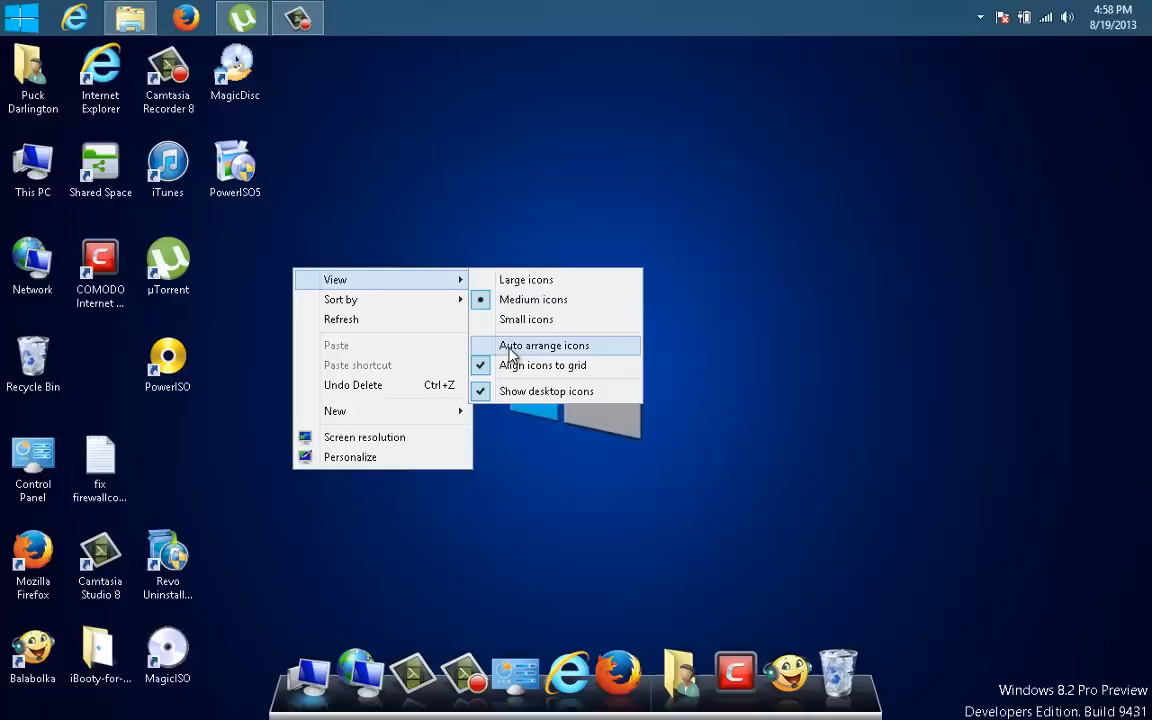 4:58 PM
8/19/2013
Puck
Darlington
Internet
Explorer
Camtasia
Recorder 8
MagicDisc
This PC
Shared Space
iTunes
PowerISO5
Network
COMODO
Internet ...
µTorrent
Recycle Bin
PowerISO
Control
Panel
fix
firewallco...
Mozilla
Firefox
Camtasia
Studio 8
Revo
Uninstall...
Balabolka
iBooty-for-...
MagicISO
View
Sort by
Refresh
Paste
Paste shortcut
Undo Delete Ctrl+Z
New
Screen resolution
Personalize
Large icons
Medium icons
Small icons
Auto arrange icons
Align icons to grid
Show desktop icons
Windows 8.2 Pro Preview
Developers Edition. Build 9431